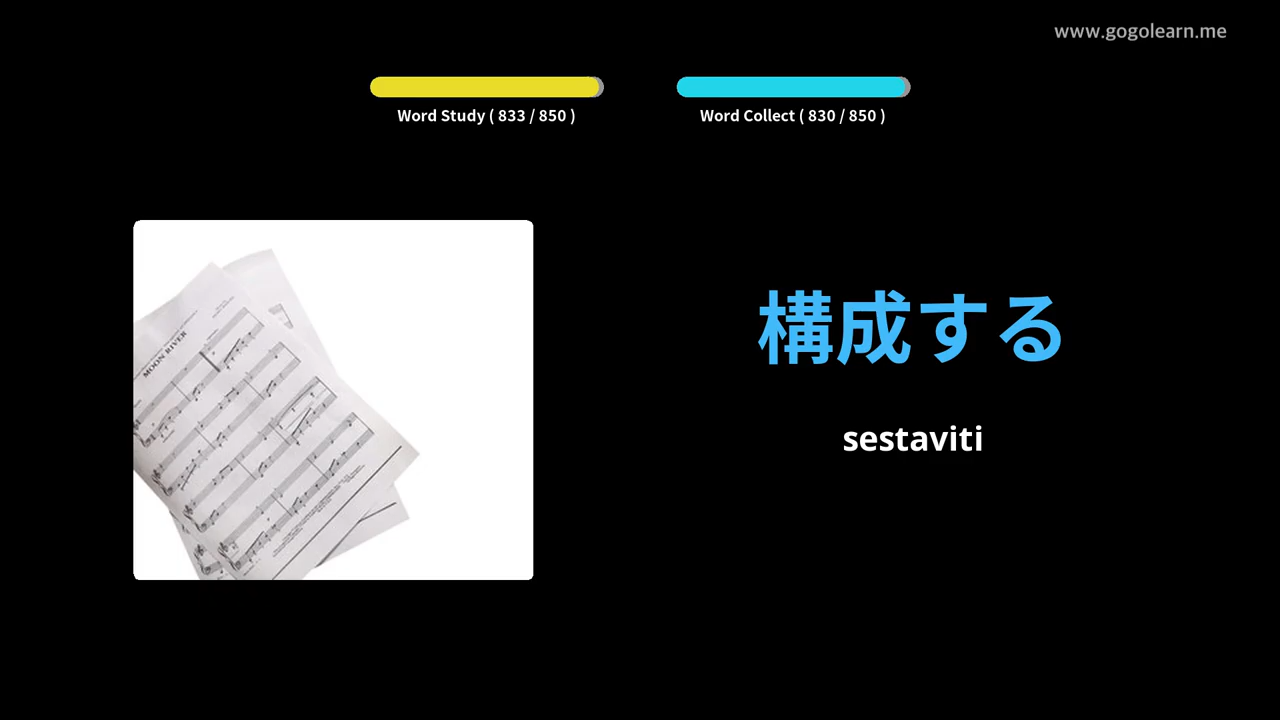 www.gogolearn.me
Word Study ( 833 / 850 )
Word Collect ( 830 / 850 )
MOON RIVER
構成する
sestaviti